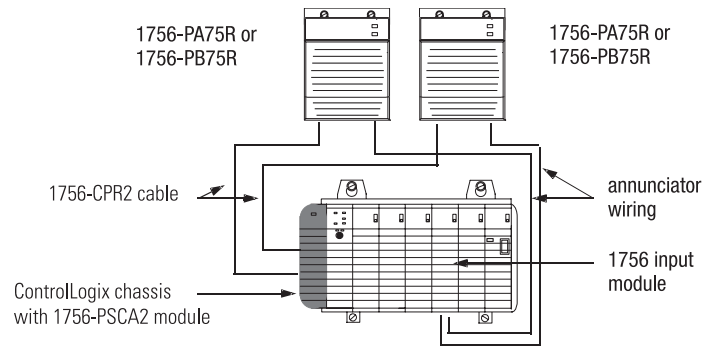 1756-PA75R or
1756-PB75R
1756-PA75R or
1756-PB75R
1756-CPR2 cable
annunciator
wiring
1756 input
module
ControlLogix chassis
with 1756-PSCA2 module